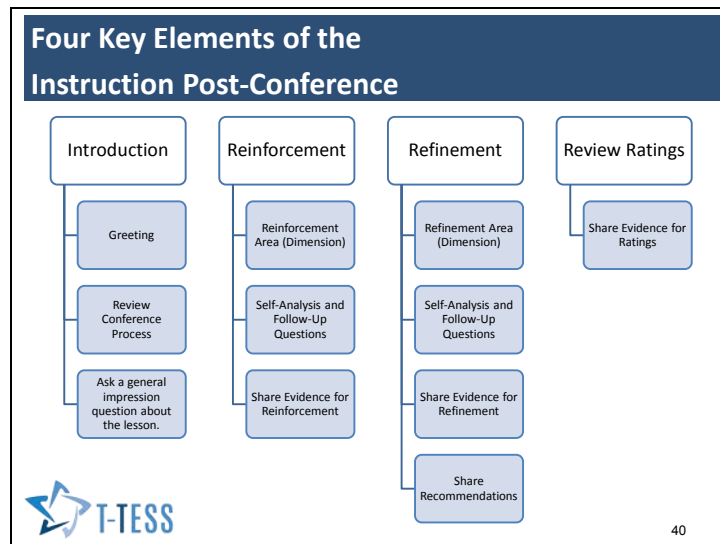 Four Key Elements of the
Instruction Post-Conference
Introduction
Greeting
Review
Conference
Process
Ask a general
impression
question about
the lesson.
Reinforcement
Reinforcement
Area (Dimension)
Self-Analysis and
Follow-Up
Questions
Share Evidence for
Reinforcement
Refinement
Refinement Area
(Dimension)
Self-Analysis and
Follow-Up
Questions
Share Evidence for
Refinement
Share
Recommendations
Review Ratings
Share Evidence for
Ratings
T-TESS
40